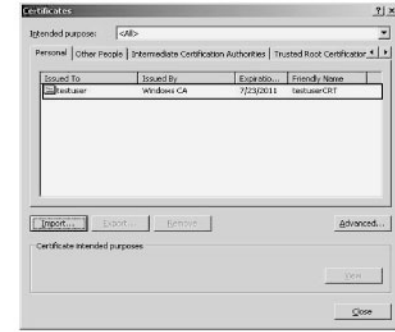 Certificates
Intended purpose: <All>
Personal Other People Intermediate Certification Authorities Trusted Root Certification
Issued To Issued By Expiratio... Friendly Name
testuser Windows CA 7/23/2011 testuserCRT
Import... Export... Remove Advanced...
Certificate intended purposes
View
Close